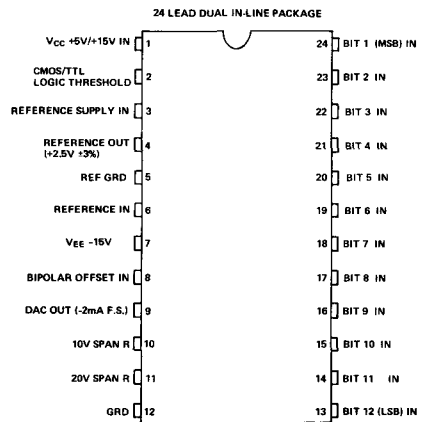 24 LEAD DUAL IN-LINE PACKAGE
VCC +5V/+15V IN 1
CMOS/TTL
LOGIC THRESHOLD 2
REFERENCE SUPPLY IN 3
REFERENCE OUT
(+2.5V ±3%) 4
REF GRD 5
REFERENCE IN 6
VEE -15V 7
BIPOLAR OFFSET IN 8
DAC OUT (-2mA F.S.) 9
10V SPAN R 10
20V SPAN R 11
GRD 12
24 BIT 1 (MSB) IN
23 BIT 2 IN
22 BIT 3 IN
21 BIT 4 IN
20 BIT 5 IN
19 BIT 6 IN
18 BIT 7 IN
17 BIT 8 IN
16 BIT 9 IN
15 BIT 10 IN
14 BIT 11 IN
13 BIT 12 (LSB) IN